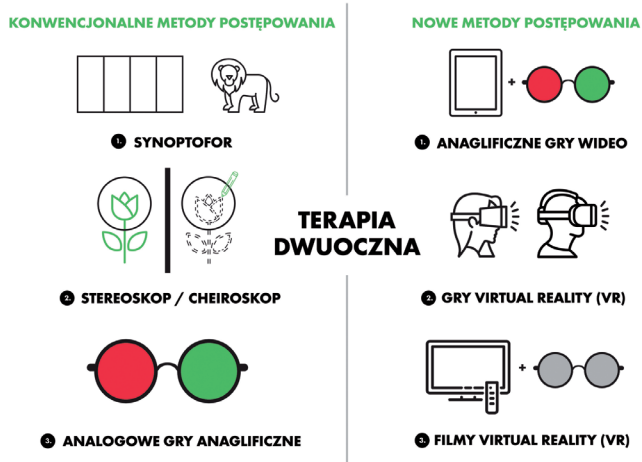 KONWENCJONALNE METODY POSTĘPOWANIA
1. SYNOPTOFOR
2. STEREOSKOP / CHEIROSKOP
3. ANALOGOWE GRY ANAGLIFICZNE
TERAPIA
DWUOCZNA
NOWE METODY POSTĘPOWANIA
1. ANAGLIFICZNE GRY WIDEO
2. GRY VIRTUAL REALITY (VR)
3. FILMY VIRTUAL REALITY (VR)